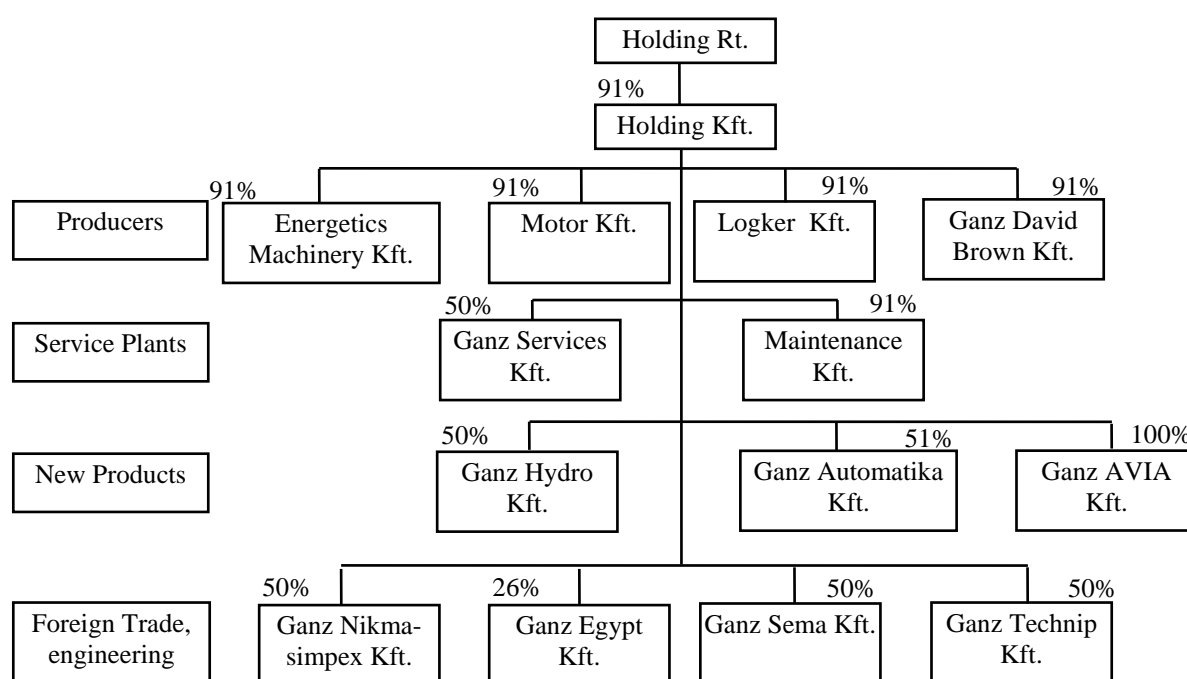 Holding Rt.
91%
Holding Kft.
91%
91%
91%
91%
Producers
Energetics
Machinery Kft.
Motor Kft.
Logker Kft.
Ganz David
Brown Kft.
50%
91%
Service Plants
Ganz Services
Kft.
Maintenance
Kft.
50%
51%
100%
New Products
Ganz Hydro
Kft.
Ganz Automatika
Kft.
Ganz AVIA
Kft.
50%
26%
50%
50%
Foreign Trade,
engineering
Ganz Nikma-
simpex Kft.
Ganz Egypt
Kft.
Ganz Sema Kft.
Ganz Technip
Kft.